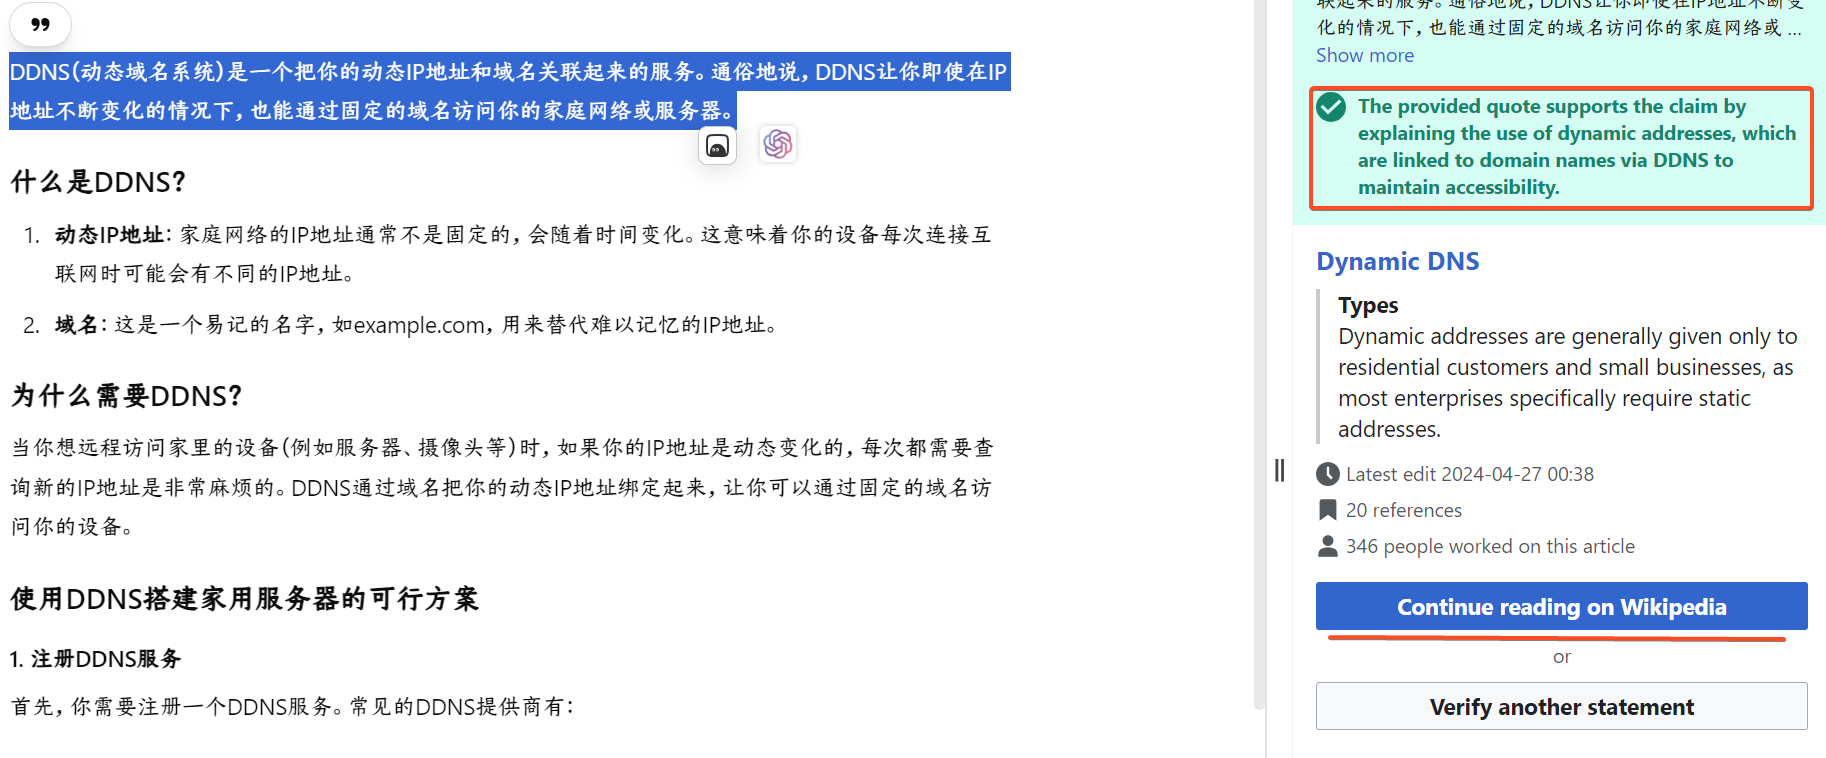 DDNS(动态域名系统)是一个把你的动态IP地址和域名关联起来的服务。通俗地说，DDNS让你即使在IP
地址不断变化的情况下，也能通过固定的域名访问你的家庭网络或服务器。
什么是DDNS？
1. 动态IP地址：家庭网络的IP地址通常不是固定的，会随着时间变化。这意味着你的设备每次连接互
联网时可能会有不同的IP地址。
2. 域名：这是一个易记的名字，如example.com，用来替代难以记忆的IP地址。
为什么需要DDNS？
当你想远程访问家里的设备(例如服务器、摄像头等)时，如果你的IP地址是动态变化的，每次都需要查
询新的IP地址是非常麻烦的。DDNS通过域名把你的动态IP地址绑定起来，让你可以通过固定的域名访
问你的设备。
使用DDNS搭建家用服务器的可行方案
1. 注册DDNS服务
首先，你需要注册一个DDNS服务。常见的DDNS提供商有：
联起来的服务。通俗地说，DDNS让你即使在IP地址不断变
化的情况下，也能通过固定的域名访问你的家庭网络或 ...
Show more
The provided quote supports the claim by
explaining the use of dynamic addresses, which
are linked to domain names via DDNS to
maintain accessibility.
Dynamic DNS
Types
Dynamic addresses are generally given only to
residential customers and small businesses, as
most enterprises specifically require static
addresses.
Latest edit 2024-04-27 00:38
20 references
346 people worked on this article
Continue reading on Wikipedia
or
Verify another statement